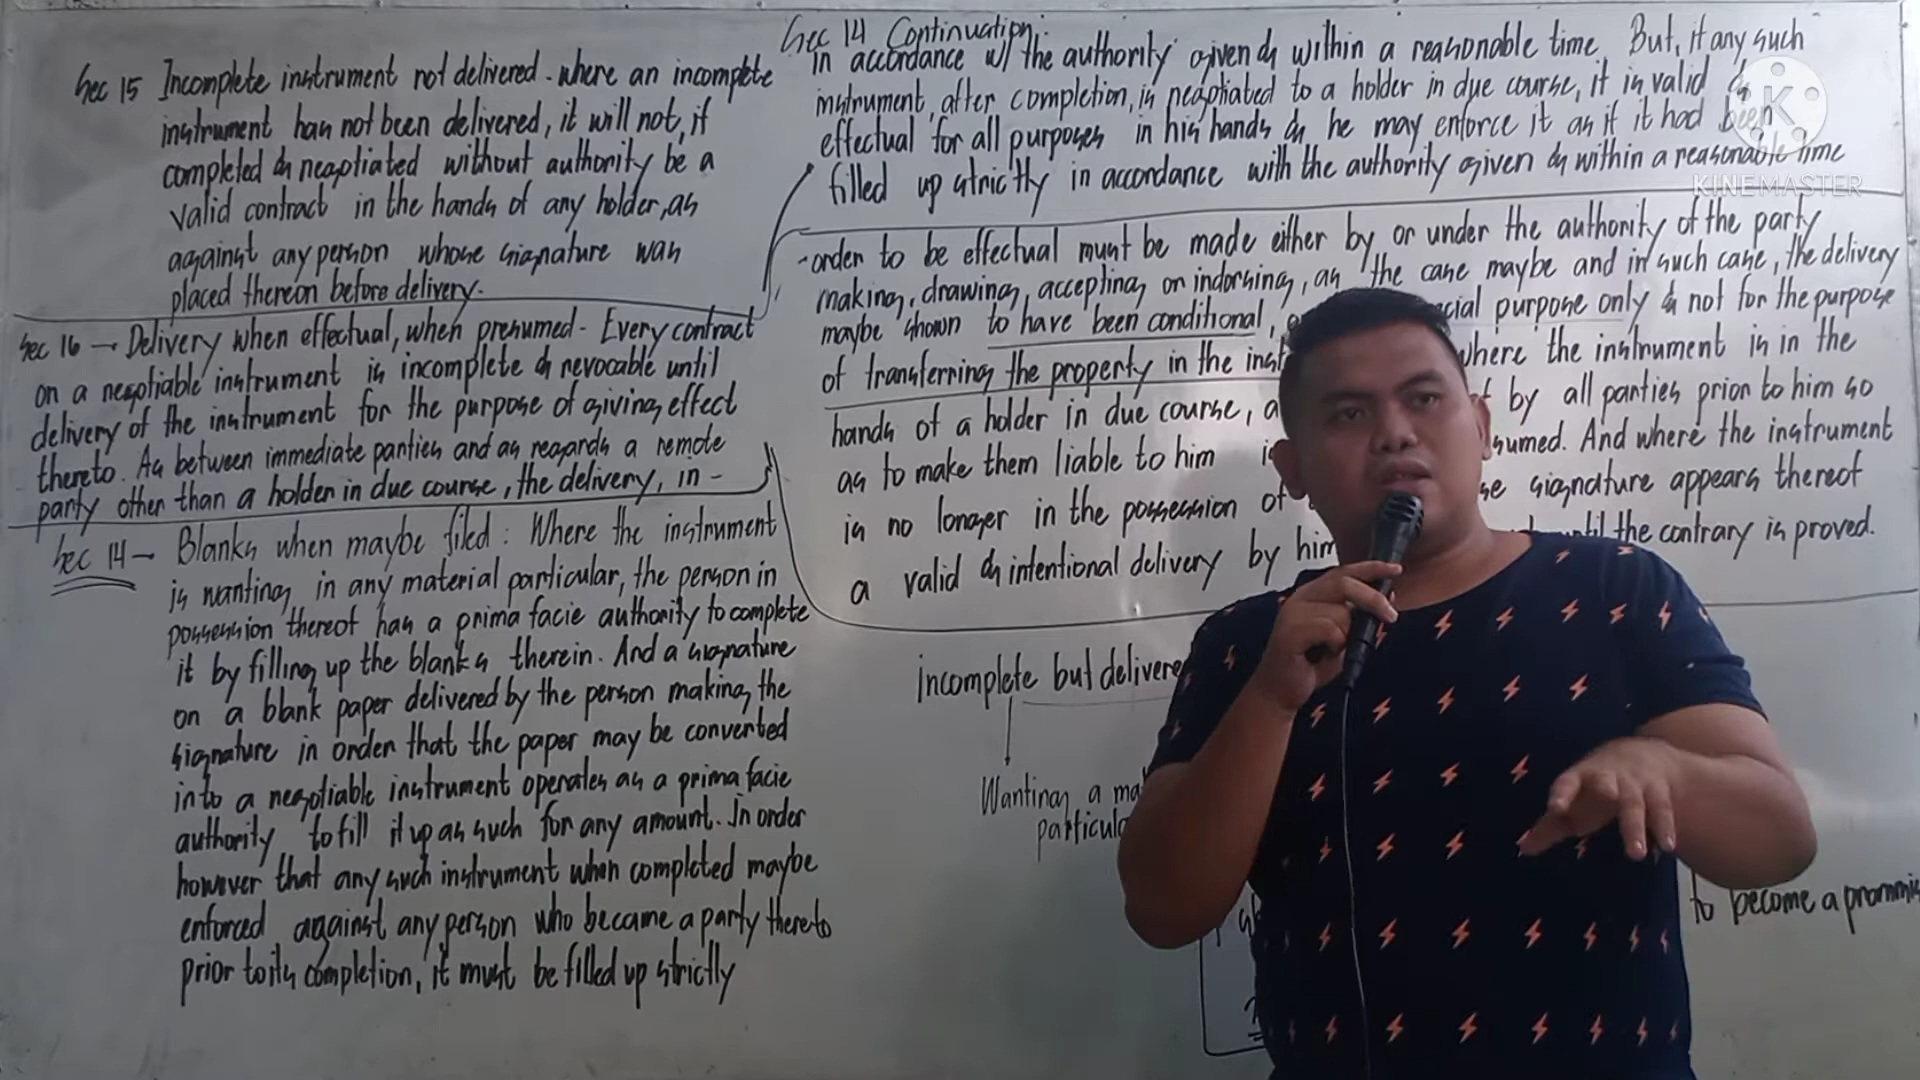 Sec 15 Incomplete instrument not delivered - where an incomplete
instrument has not been delivered, it will not, if
completed & negotiated without authority be a
valid contract in the hands of any holder, as
against any person whose signature was
placed thereon before delivery.
Sec 16 - Delivery when effectual, when presumed - Every contract
on a negotiable instrument is incomplete & revocable until
delivery of the instrument for the purpose of giving effect
thereto. As between immediate parties and as regards a remote
party other than a holder in due course, the delivery, in -
- order to be effectual must be made either by or under the authority of the party
making, drawing, accepting or indorsing, as the case maybe and in such case, the delivery
maybe shown to have been conditional, purpose only & not for the purpose
of transferring the property in the where the instrument is in the
hands of a holder in due course, a by all parties prior to him so
as to make them liable to him And where the instrument
is no longer in the possession of signature appears thereof
a valid & intentional delivery by him until the contrary is proved.
Sec 14 - Blanks when maybe filed : Where the instrument
is wanting in any material particular, the person in
possession thereof has a prima facie authority to complete
it by filling up the blanks therein. And a signature
on a blank paper delivered by the person making the
signature in order that the paper may be converted
into a negotiable instrument operates as a prima facie
authority to fill it up as such for any amount. In order
however that any such instrument when completed maybe
enforced against any person who became a party thereto
prior to its completion, it must be filled up strictly
Sec 14 Continuation:
in accordance w/ the authority given & within a reasonable time. But, if any such
instrument, after completion, is negotiated to a holder in due course, it is valid &
effectual for all purposes in his hands & he may enforce it as if it had been
filled up strictly in accordance with the authority given & within a reasonable time
incomplete but
Wanting a
to become a
K
KINEMASTER